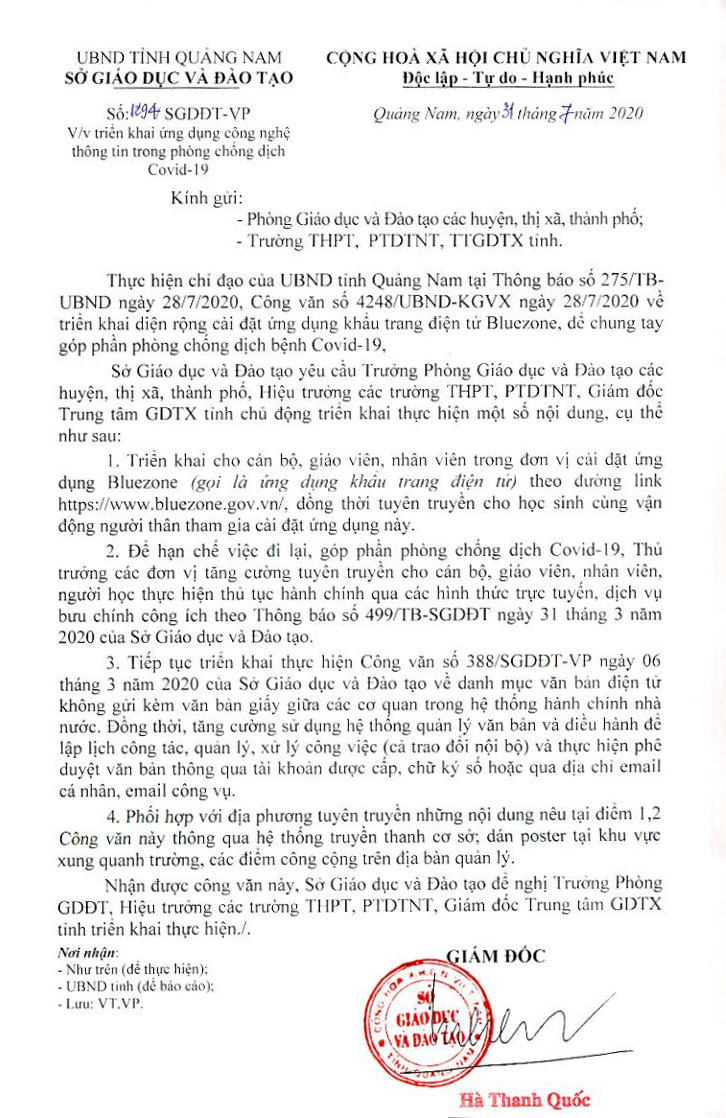 UBND TỈNH QUẢNG NAM
SỞ GIÁO DỤC VÀ ĐÀO TẠO
CỘNG HOÀ XÃ HỘI CHỦ NGHĨA VIỆT NAM
Độc lập - Tự do - Hạnh phúc
Số:1294/ SGDĐT-VP
V/v triển khai ứng dụng công nghệ
thông tin trong phòng chống dịch
Covid-19
Quảng Nam, ngày 31 tháng 7 năm 2020
Kính gửi:
- Phòng Giáo dục và Đào tạo các huyện, thị xã, thành phố;
- Trường THPT, PTDTNT, TTGDTX tỉnh.
Thực hiện chỉ đạo của UBND tỉnh Quảng Nam tại Thông báo số 275/TB-
UBND ngày 28/7/2020, Công văn số 4248/UBND-KGVX ngày 28/7/2020 về
triển khai diện rộng cài đặt ứng dụng khẩu trang điện tử Bluezone, để chung tay
góp phần phòng chống dịch bệnh Covid-19,
Sở Giáo dục và Đào tạo yêu cầu Trưởng Phòng Giáo dục và Đào tạo các
huyện, thị xã, thành phố, Hiệu trưởng các trường THPT, PTDTNT, Giám đốc
Trung tâm GDTX tỉnh chủ động triển khai thực hiện một số nội dung, cụ thể
như sau:
1. Triển khai cho cán bộ, giáo viên, nhân viên trong đơn vị cài đặt ứng
dụng Bluezone (gọi là ứng dụng khẩu trang điện tử) theo đường link
https://www.bluezone.gov.vn/, đồng thời tuyên truyền cho học sinh cùng vận
động người thân tham gia cài đặt ứng dụng này.
2. Để hạn chế việc đi lại, góp phần phòng chống dịch Covid-19, Thủ
trưởng các đơn vị tăng cường tuyên truyền cho cán bộ, giáo viên, nhân viên,
người học thực hiện thủ tục hành chính qua các hình thức trực tuyến, dịch vụ
bưu chính công ích theo Thông báo số 499/TB-SGDĐT ngày 31 tháng 3 năm
2020 của Sở Giáo dục và Đào tạo.
3. Tiếp tục triển khai thực hiện Công văn số 388/SGDĐT-VP ngày 06
tháng 3 năm 2020 của Sở Giáo dục và Đào tạo về danh mục văn bản điện tử
không gửi kèm văn bản giấy giữa các cơ quan trong hệ thống hành chính nhà
nước. Đồng thời, tăng cường sử dụng hệ thống quản lý văn bản và điều hành để
lập lịch công tác, quản lý, xử lý công việc (cả trao đổi nội bộ) và thực hiện phê
duyệt văn bản thông qua tài khoản được cấp, chữ ký số hoặc qua địa chỉ email
cá nhân, email công vụ.
4. Phối hợp với địa phương tuyên truyền những nội dung nêu tại điểm 1,2
Công văn này thông qua hệ thống truyền thanh cơ sở; dán poster tại khu vực
xung quanh trường, các điểm công cộng trên địa bàn quản lý.
Nhận được công văn này, Sở Giáo dục và Đào tạo đề nghị Trưởng Phòng
GDĐT, Hiệu trưởng các trường THPT, PTDTNT, Giám đốc Trung tâm GDTX
tỉnh triển khai thực hiện./.
Nơi nhận:
- Như trên (để thực hiện);
- UBND tỉnh (để báo cáo);
- Lưu: VT,VP.
GIÁM ĐỐC
CỘNG HÒA X.H.C.N VIỆT NAM
SỞ
GIÁO DỤC
VÀ ĐÀO TẠO
TỈNH QUẢNG NAM
Hà Thanh Quốc